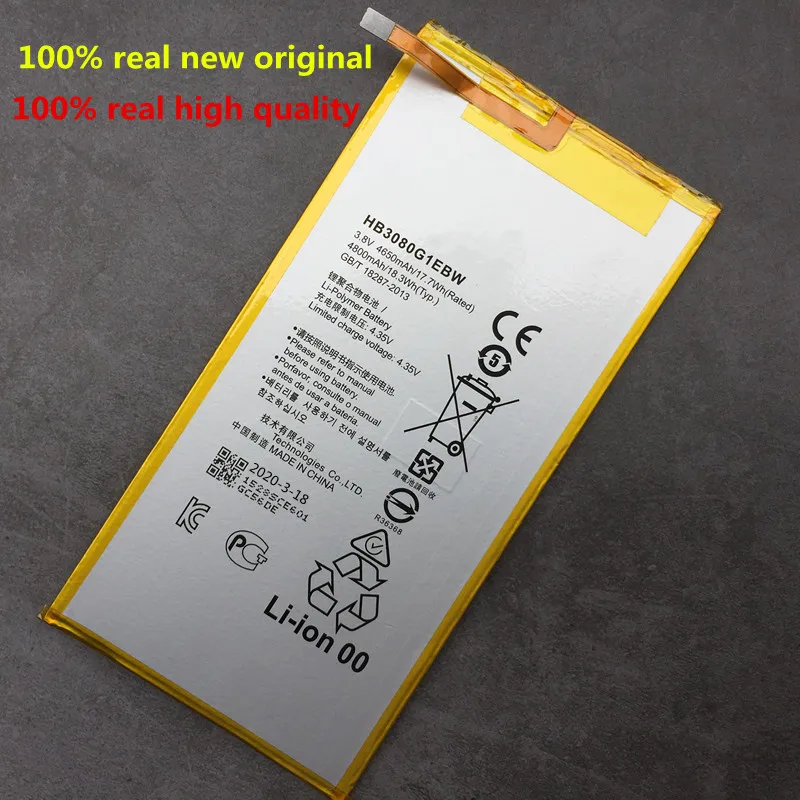 100% real new original
100% real high quality
HB3080G1EBW
3.8V 4650mAh/17.7Wh(Rated)
4800mAh/18.3Wh(Typ.)
GB/T 18287-2013
锂聚合物电池 /
Li-Polymer Battery
充电限制电压: 4.35V
Limited charge voltage: 4.35V
•请按照说明书指示使用电池.
•Please refer to manual
before using battery.
•Porfavor, consulte o manual
antes de usar a bateria.
•배터리를 사용하기 전에 설명서를
참조하십시오
技术有限公司
Technologies Co.,LTD.
中国制造 MADE IN CHINA
2020-3-18
GC56DE
CE
5
廢電池請回收
R36368
Li-ion 00